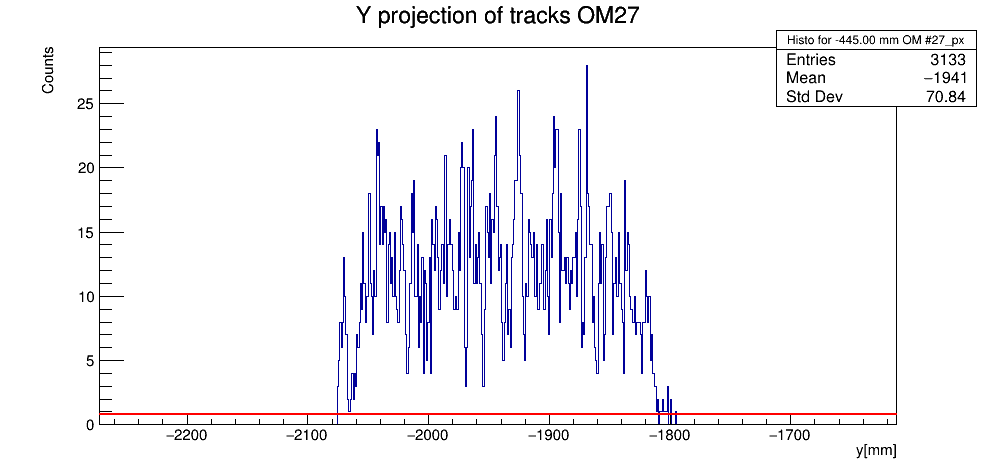 Y projection of tracks OM27
Histo for -445.00 mm OM #27_px
Entries 3133
Mean −1941
Std Dev 70.84
Counts
25
20
15
10
5
0
−2200 −2100 −2000 −1900 −1800 −1700
y[mm]